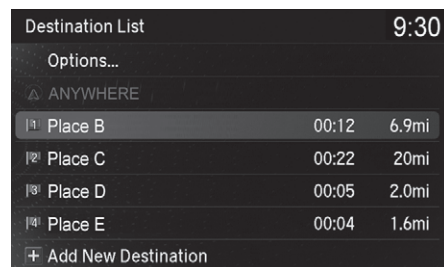 Destination List 9:30
Options...
ANYWHERE
1 Place B 00:12 6.9mi
2 Place C 00:22 20mi
3 Place D 00:05 2.0mi
4 Place E 00:04 1.6mi
+ Add New Destination